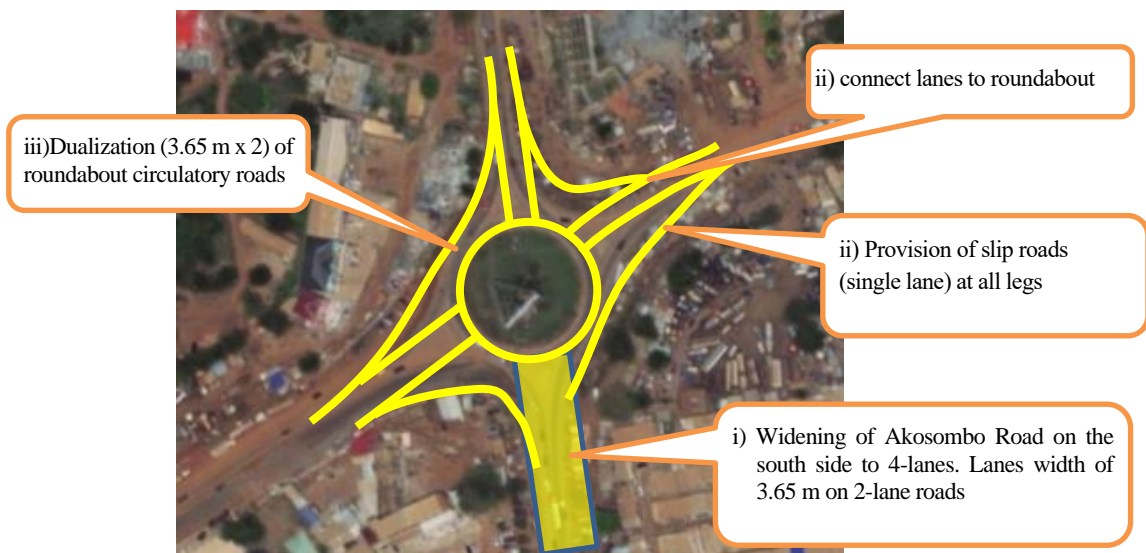 ii) connect lanes to roundabout
iii)Dualization (3.65 m x 2) of
roundabout circulatory roads
ii) Provision of slip roads
(single lane) at all legs
i) Widening of Akosombo Road on the
south side to 4-lanes. Lanes width of
3.65 m on 2-lane roads